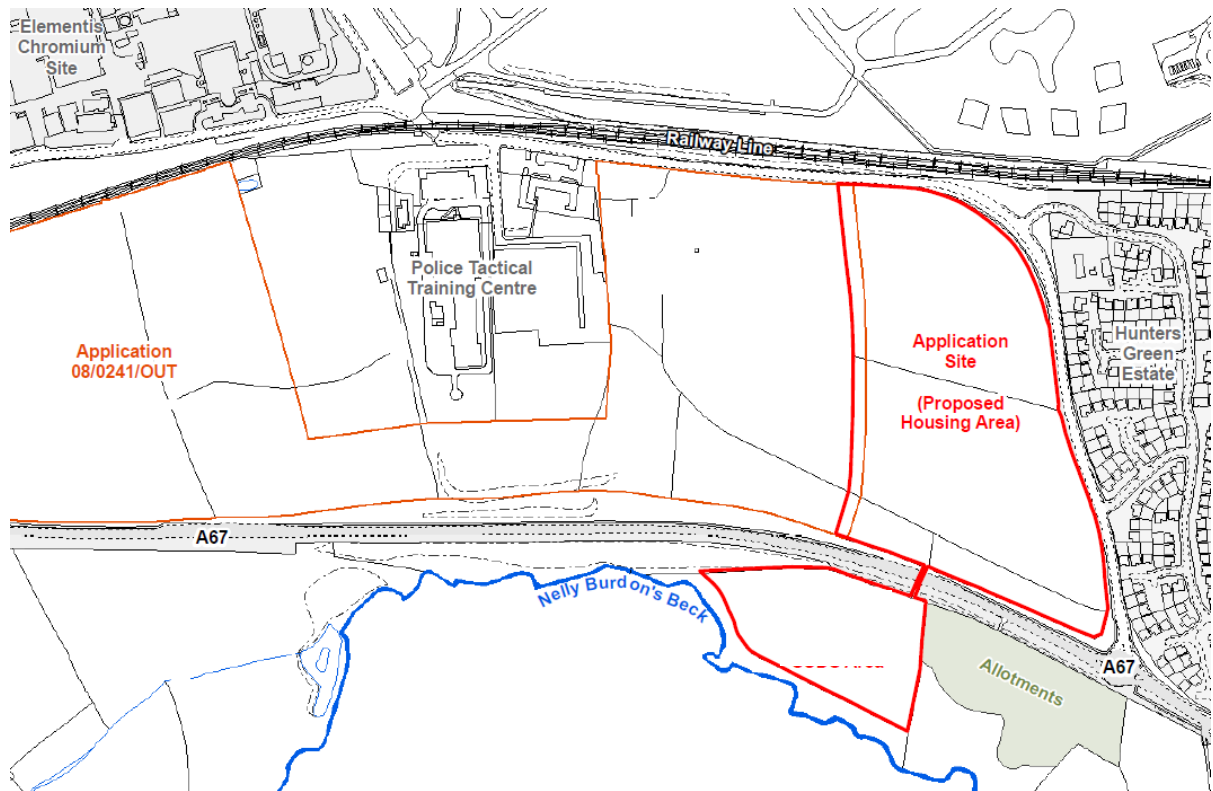 Elementis
Chromium
Site
Railway Line
Police Tactical
Training Centre
Application
08/0241/OUT
Application
Site
(Proposed
Housing Area)
Hunters
Green
Estate
A67
Nelly Burdon's Beck
A67
Allotments